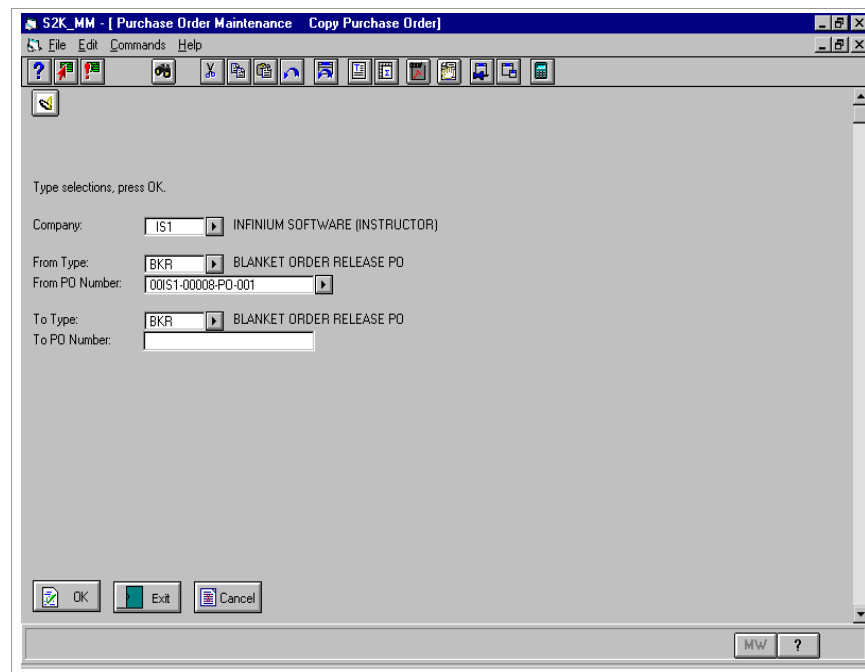 S2K_MM - [ Purchase Order Maintenance Copy Purchase Order]
File Edit Commands Help
Type selections, press OK.
Company: IS1 INFINIUM SOFTWARE (INSTRUCTOR)
From Type: BKR BLANKET ORDER RELEASE PO
From PO Number: 00IS1-00008-PO-001
To Type: BKR BLANKET ORDER RELEASE PO
To PO Number:
OK Exit Cancel
MW ?